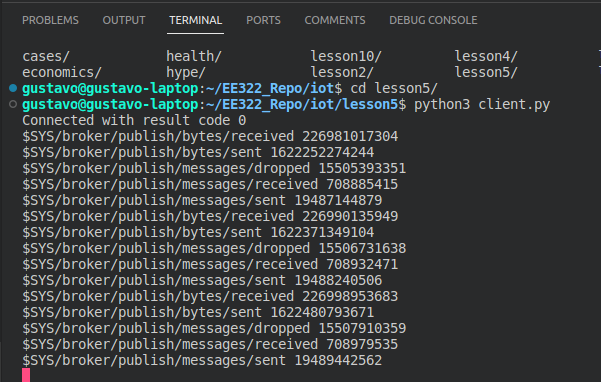 PROBLEMS OUTPUT TERMINAL PORTS COMMENTS DEBUG CONSOLE
cases/ health/ lesson10/ lesson4/
economics/ hype/ lesson2/ lesson5/
gustavo@gustavo-laptop:~/EE322_Repo/iot$ cd lesson5/
gustavo@gustavo-laptop:~/EE322_Repo/iot/lesson5$ python3 client.py
Connected with result code 0
$SYS/broker/publish/bytes/received 226981017304
$SYS/broker/publish/bytes/sent 1622252274244
$SYS/broker/publish/messages/dropped 15505393351
$SYS/broker/publish/messages/received 708885415
$SYS/broker/publish/messages/sent 19487144879
$SYS/broker/publish/bytes/received 226990135949
$SYS/broker/publish/bytes/sent 1622371349104
$SYS/broker/publish/messages/dropped 15506731638
$SYS/broker/publish/messages/received 708932471
$SYS/broker/publish/messages/sent 19488240506
$SYS/broker/publish/bytes/received 226998953683
$SYS/broker/publish/bytes/sent 1622480793671
$SYS/broker/publish/messages/dropped 15507910359
$SYS/broker/publish/messages/received 708979535
$SYS/broker/publish/messages/sent 19489442562